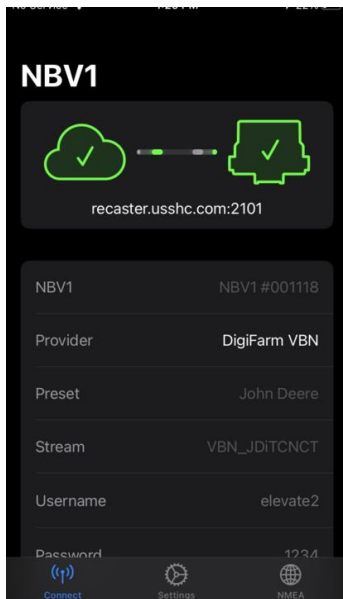 NBV1
recaster.usshc.com:2101
NBV1 NBV1 #001118
Provider DigiFarm VBN
Preset John Deere
Stream VBN_JDiTCNCT
Username elevate2
Password 1234
Connect Settings NMEA